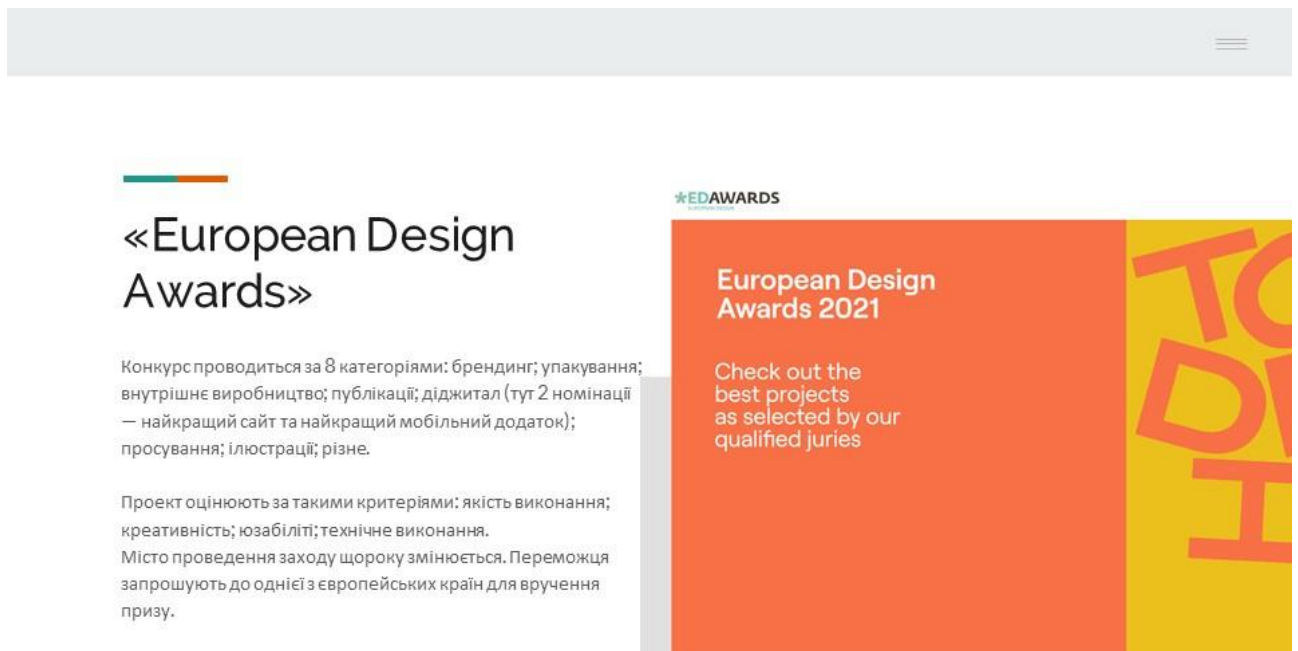 «European Design
Awards»
Конкурс проводиться за 8 категоріями: брендинг; упакування;
внутрішнє виробництво; публікації; діджитал (тут 2 номінації
— найкращий сайт та найкращий мобільний додаток);
просування; ілюстрації; різне.
Проект оцінюють за такими критеріями: якість виконання;
креативність; юзабіліті; технічне виконання.
Місто проведення заходу щороку змінюється. Переможця
запрошують до однієї з європейських країн для вручення
призу.
*EDAWARDS
European Design
Awards 2021
Check out the
best projects
as selected by our
qualified juries